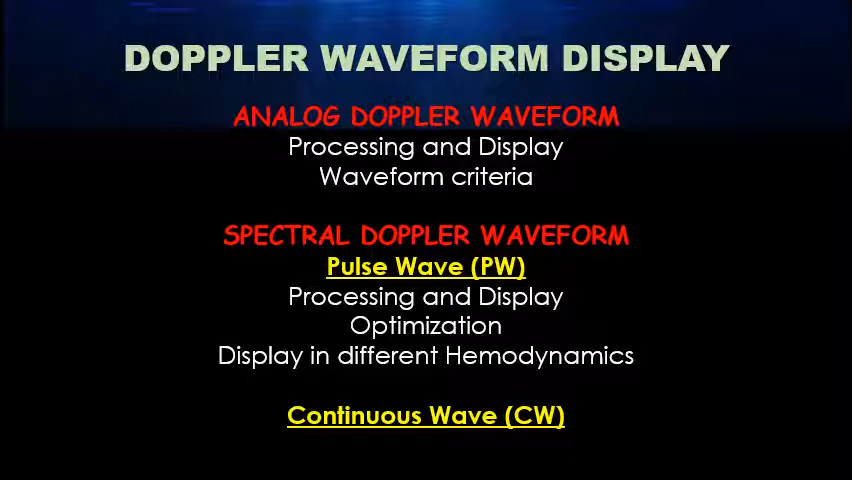 DOPPLER WAVEFORM DISPLAY
ANALOG DOPPLER WAVEFORM
Processing and Display
Waveform criteria
SPECTRAL DOPPLER WAVEFORM
Pulse Wave (PW)
Processing and Display
Optimization
Display in different Hemodynamics
Continuous Wave (CW)